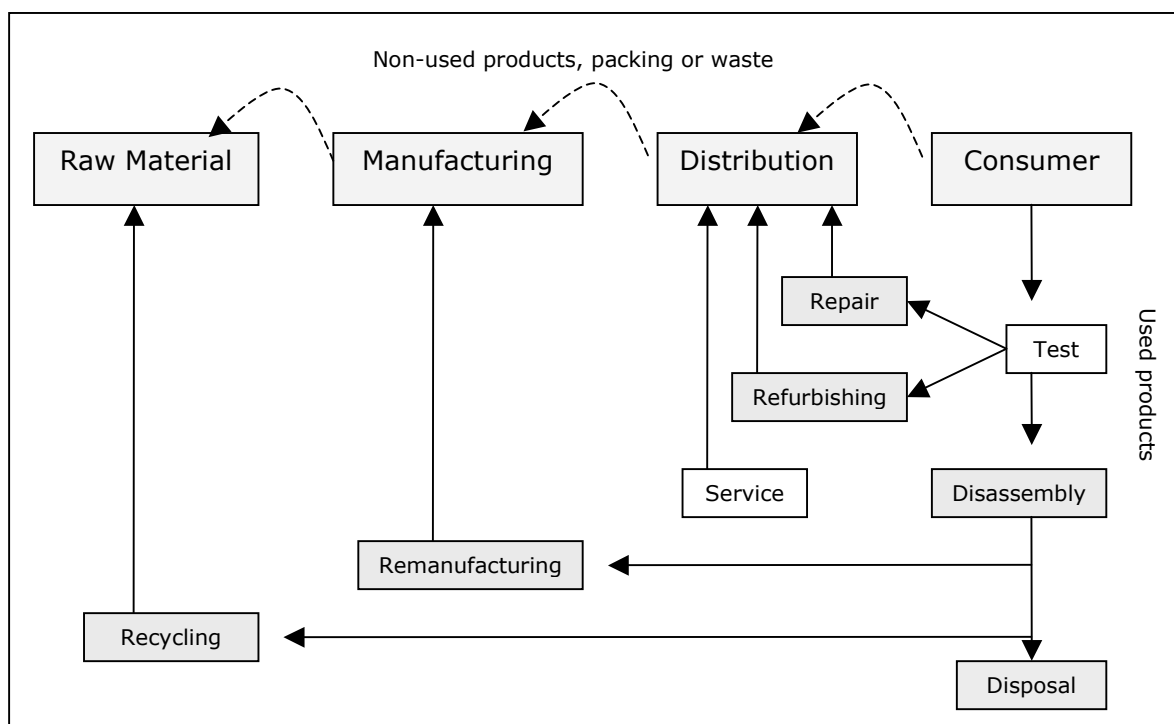 Non-used products, packing or waste
Raw Material
Manufacturing
Distribution
Consumer
Repair
Test
Used products
Refurbishing
Service
Disassembly
Remanufacturing
Recycling
Disposal